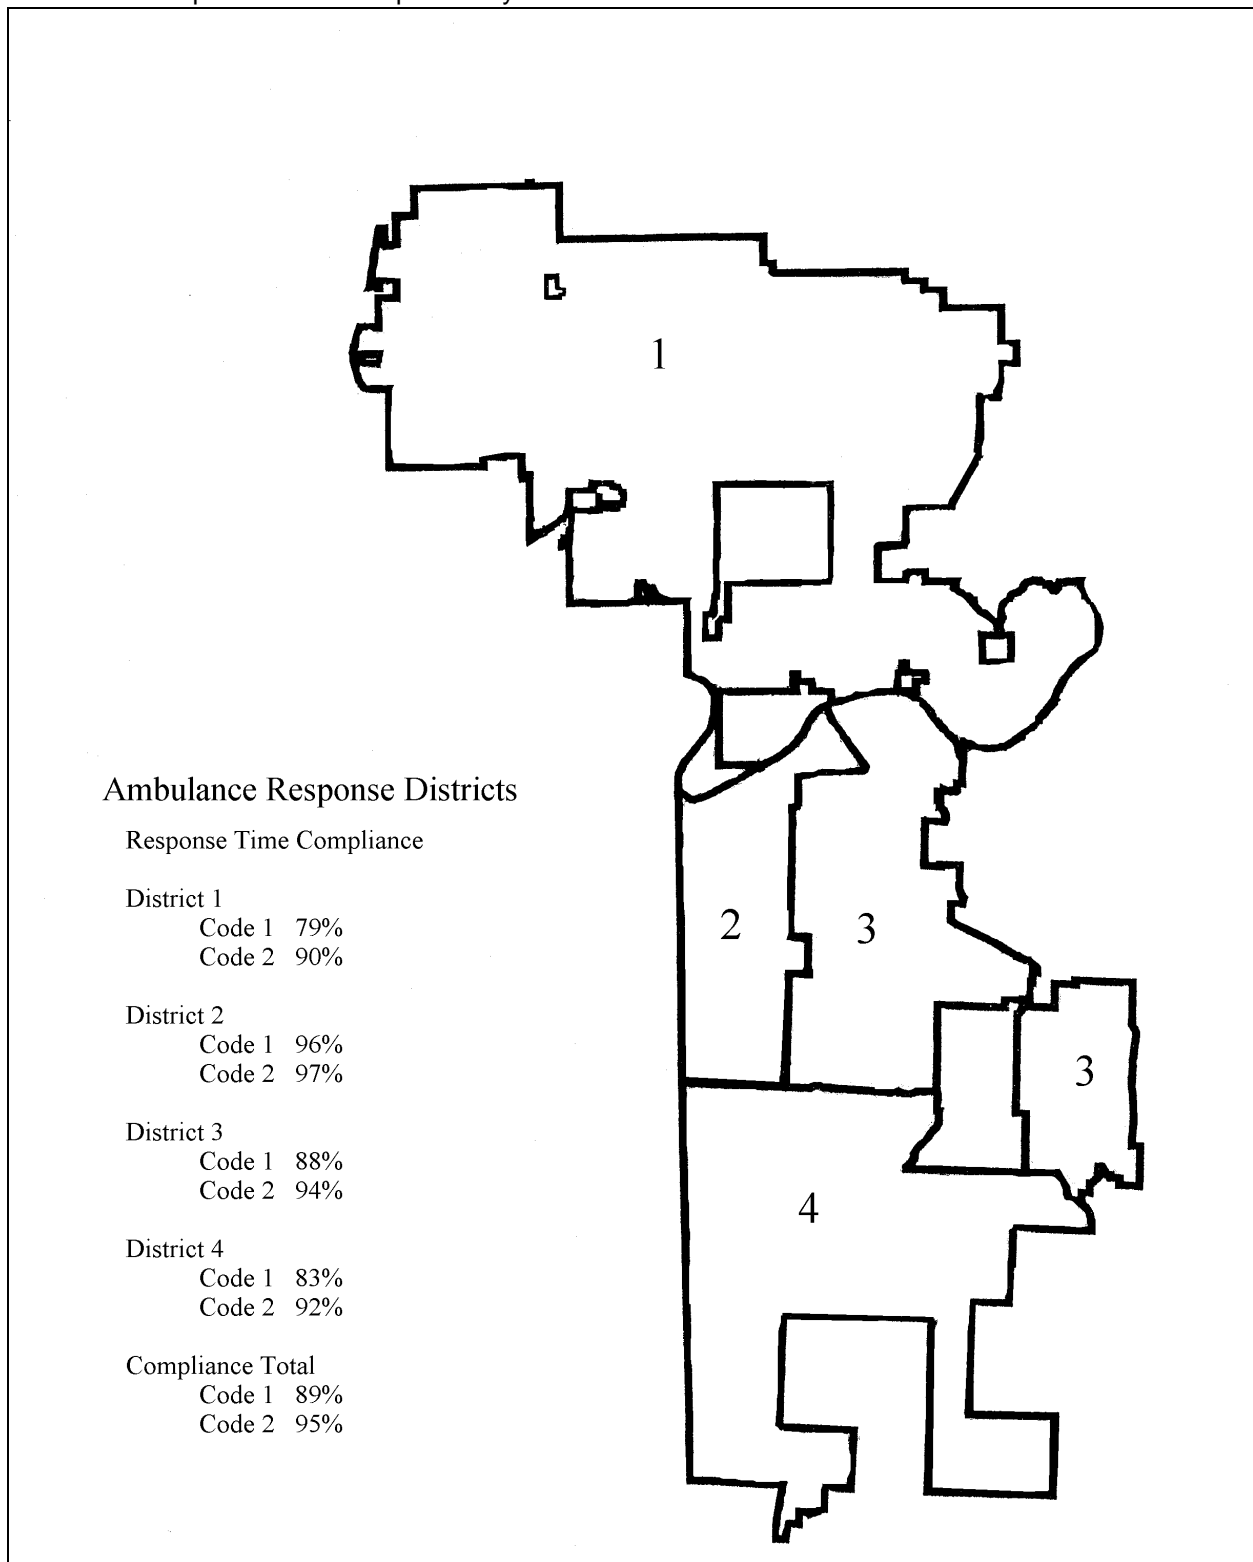 1
Ambulance Response Districts
Response Time Compliance
District 1
Code 1 79%
Code 2 90%
District 2
Code 1 96%
Code 2 97%
District 3
Code 1 88%
Code 2 94%
District 4
Code 1 83%
Code 2 92%
Compliance Total
Code 1 89%
Code 2 95%
2
3
3
4